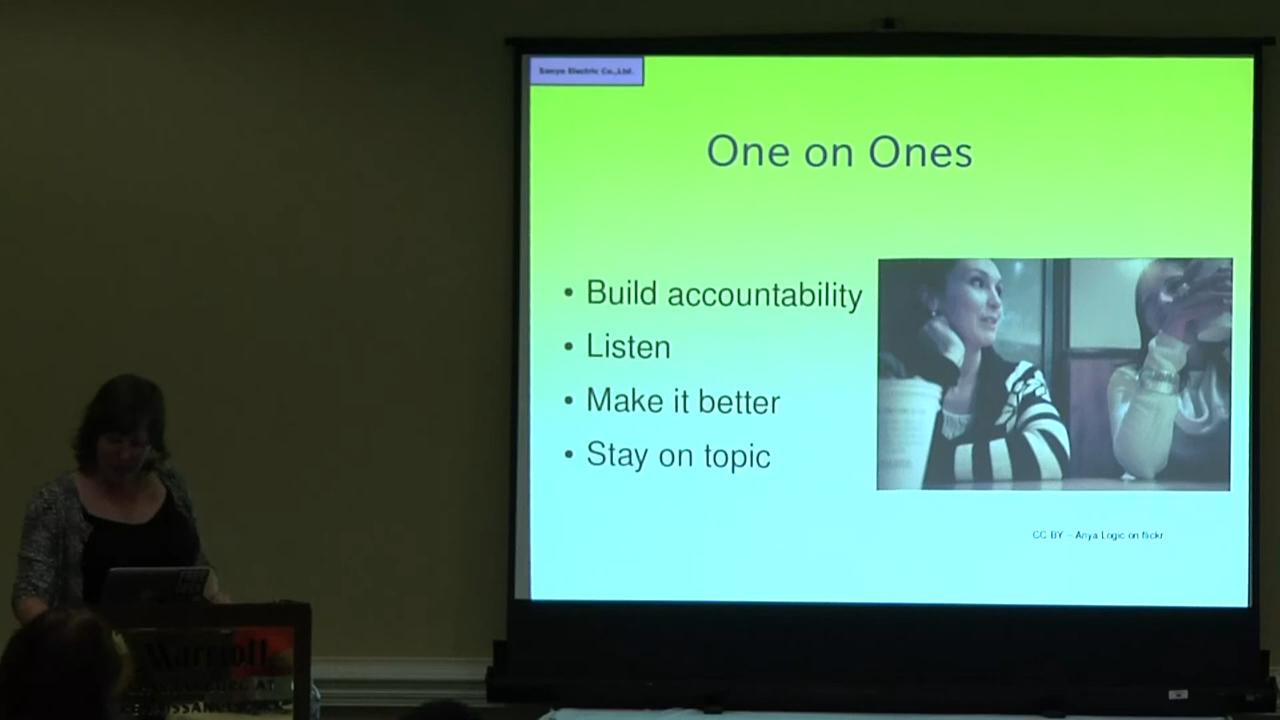 Sanyo Electric Co.,Ltd.
One on Ones
• Build accountability
• Listen
• Make it better
• Stay on topic
CC BY - Anya Logic on flickr
Marriott